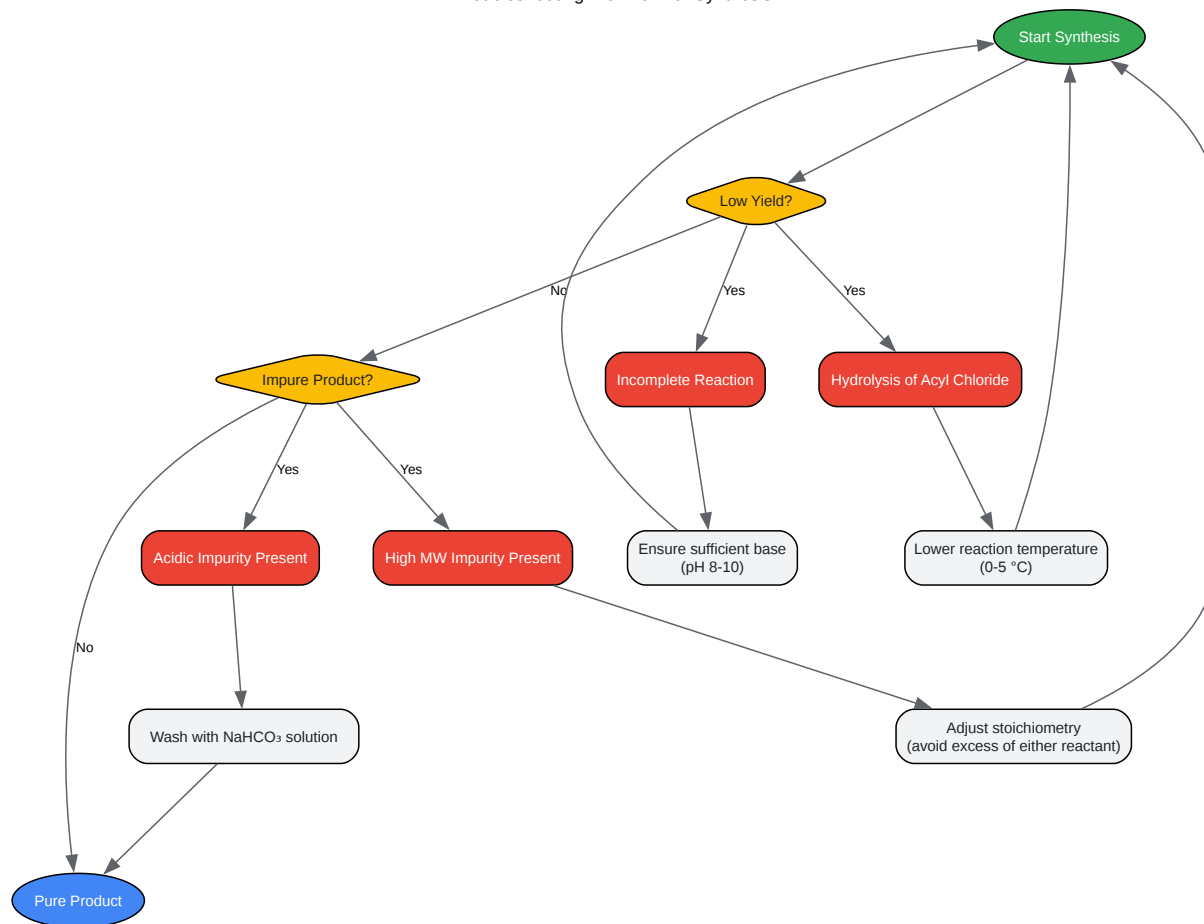 Start Synthesis
Low Yield?
No
Yes
Yes
Impure Product?
Incomplete Reaction
Hydrolysis of Acyl Chloride
Yes
Yes
Acidic Impurity Present
High MW Impurity Present
Ensure sufficient base
(pH 8-10)
Lower reaction temperature
(0-5 °C)
No
Wash with NaHCO₃ solution
Adjust stoichiometry
(avoid excess of either reactant)
Pure Product